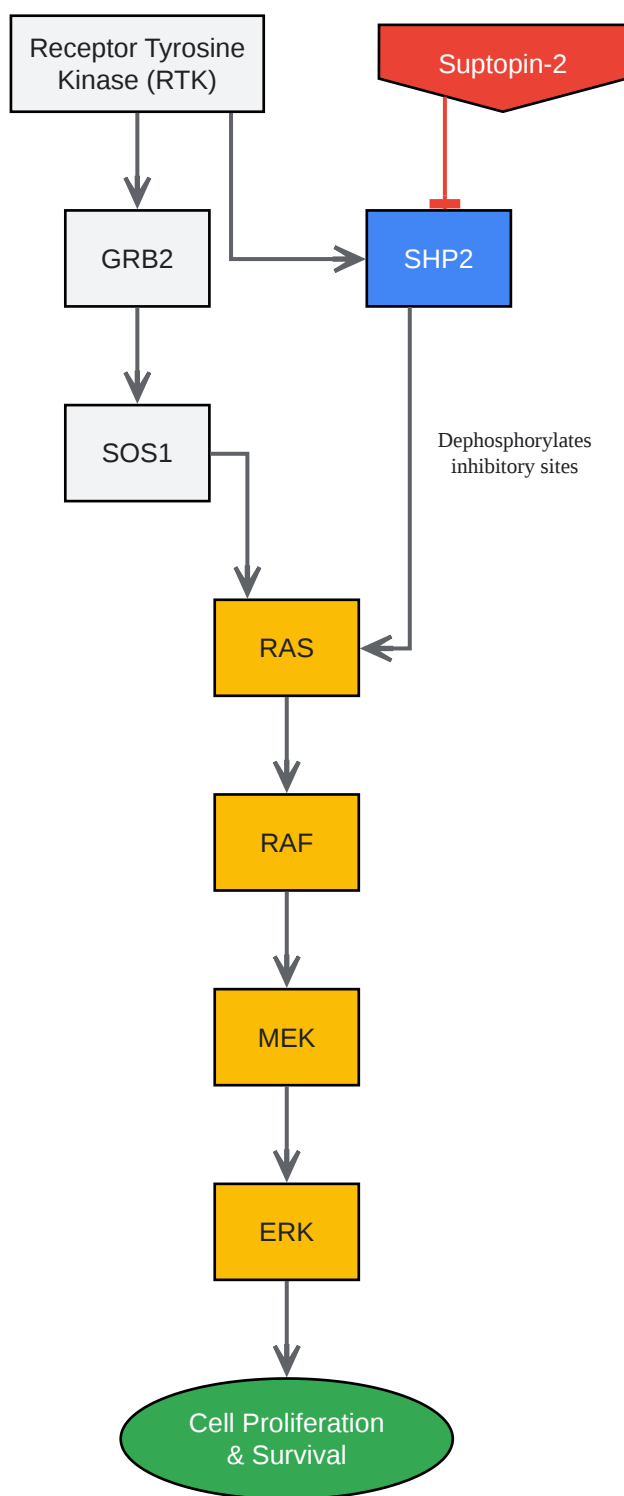 Receptor Tyrosine
Kinase (RTK)
Suptopin-2
GRB2
SHP2
SOS1
Dephosphorylates
inhibitory sites
RAS
RAF
MEK
ERK
Cell Proliferation
& Survival